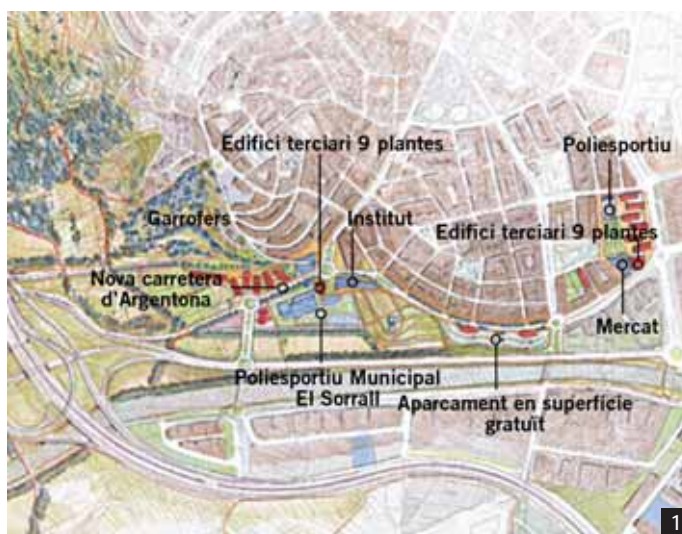 Edifici terciari 9 plantes
Poliesportiu
Garrofers
Institut
Edifici terciari 9 plantes
Nova carretera
d'Argentona
Mercat
Poliesportiu Municipal
El Sorrall
Aparcament en superfície
gratuït
1